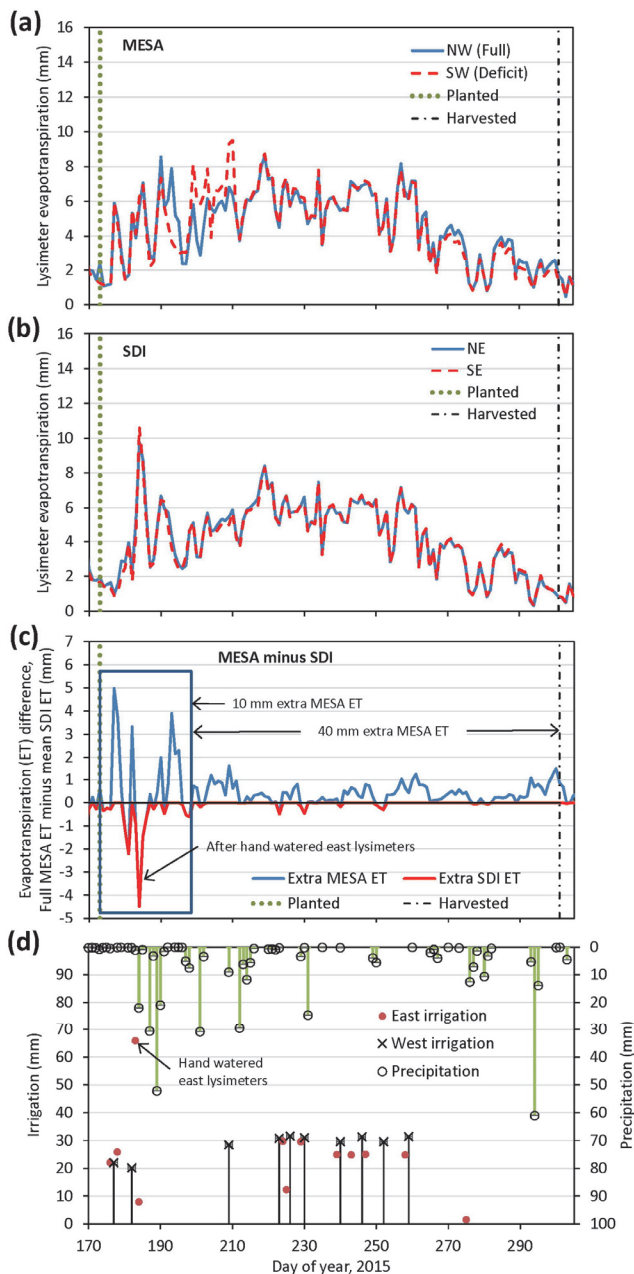 (a)
MESA
NW (Full)
SW (Deficit)
Planted
Harvested
Lysimeter evapotranspiration (mm)
16
14
12
10
8
6
4
2
0
(b)
SDI
NE
SE
Planted
Harvested
Lysimeter evapotranspiration (mm)
16
14
12
10
8
6
4
2
0
(c)
MESA minus SDI
10 mm extra MESA ET
40 mm extra MESA ET
After hand watered east lysimeters
Extra MESA ET
Extra SDI ET
Planted
Harvested
Evapotranspiration (ET) difference,
Full MESA ET minus mean SDI ET (mm)
7
6
5
4
3
2
1
0
-1
-2
-3
-4
-5
(d)
East irrigation
West irrigation
Precipitation
Hand watered
east lysimeters
Irrigation (mm)
90
80
70
60
50
40
30
20
10
0
Precipitation (mm)
0
10
20
30
40
50
60
70
80
90
100
170 190 210 230 250 270 290
Day of year, 2015